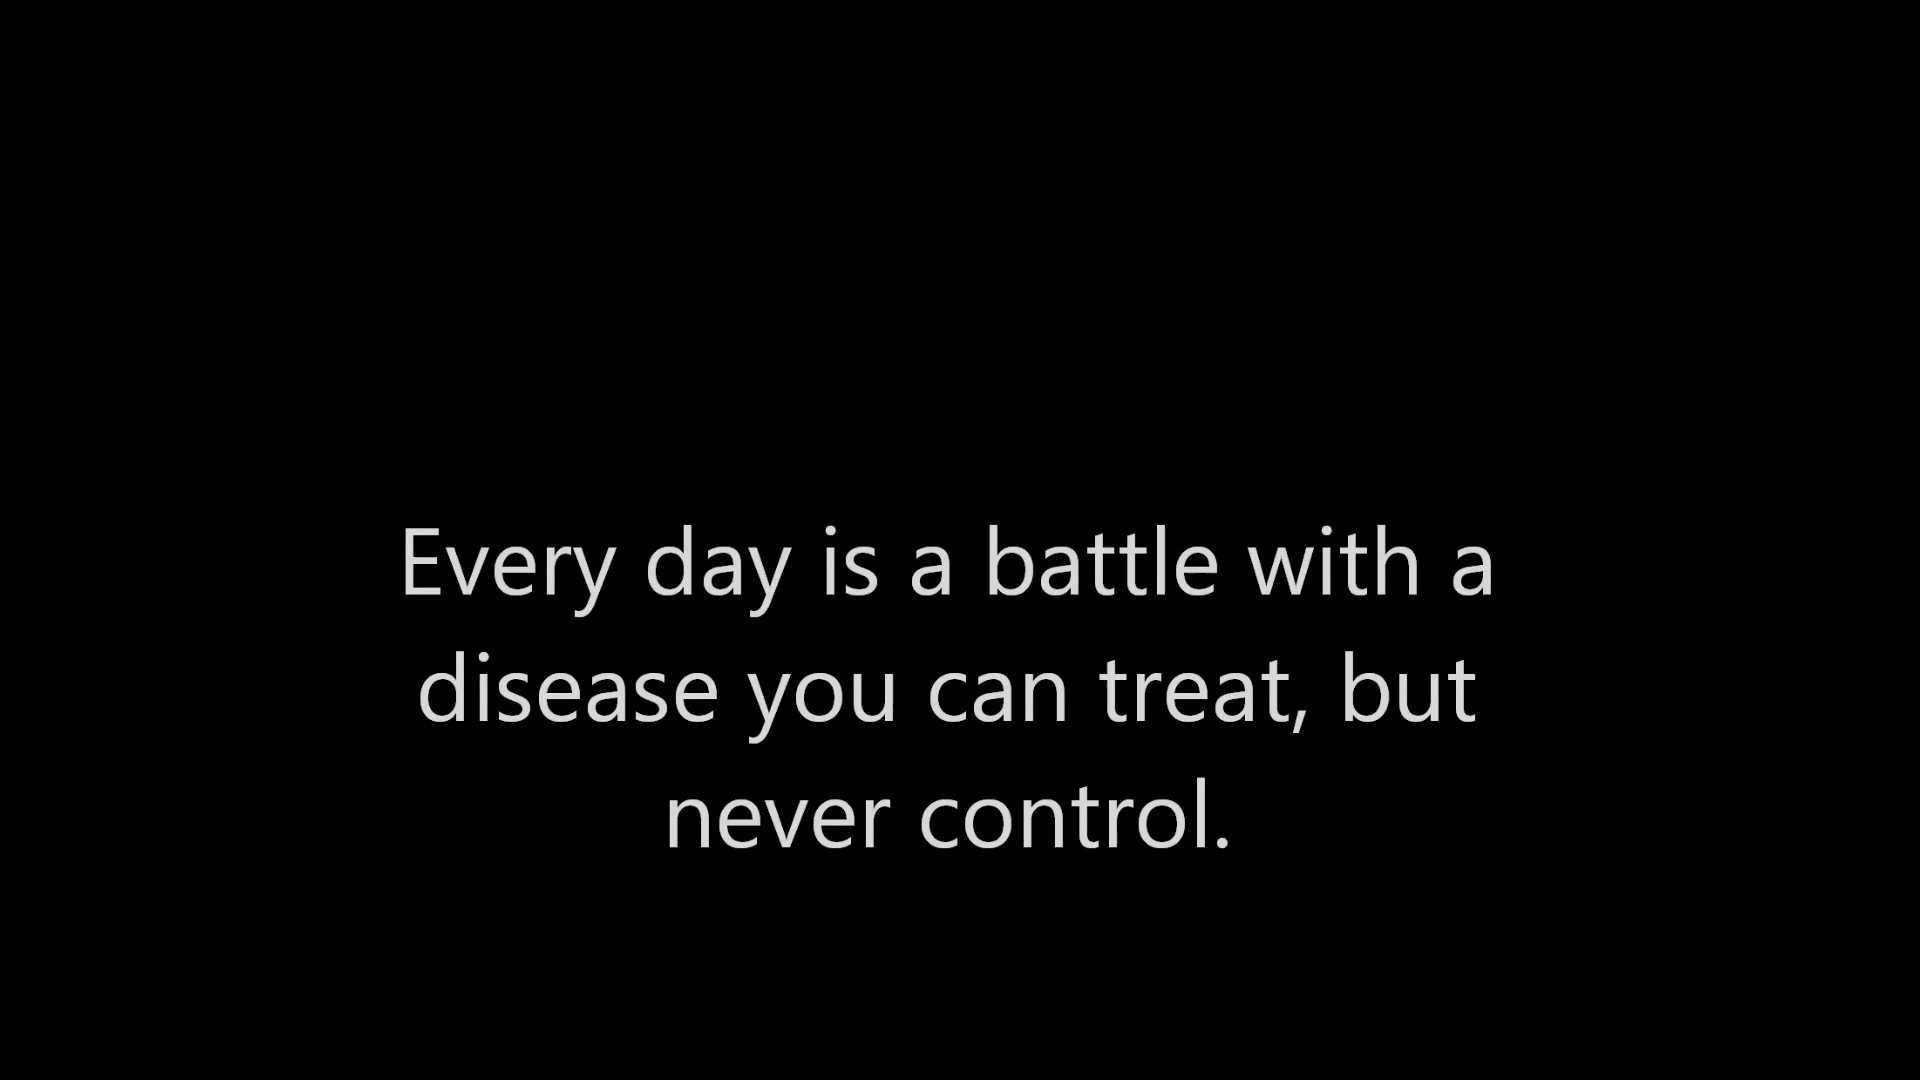 Every day is a battle with a
disease you can treat, but
never control.